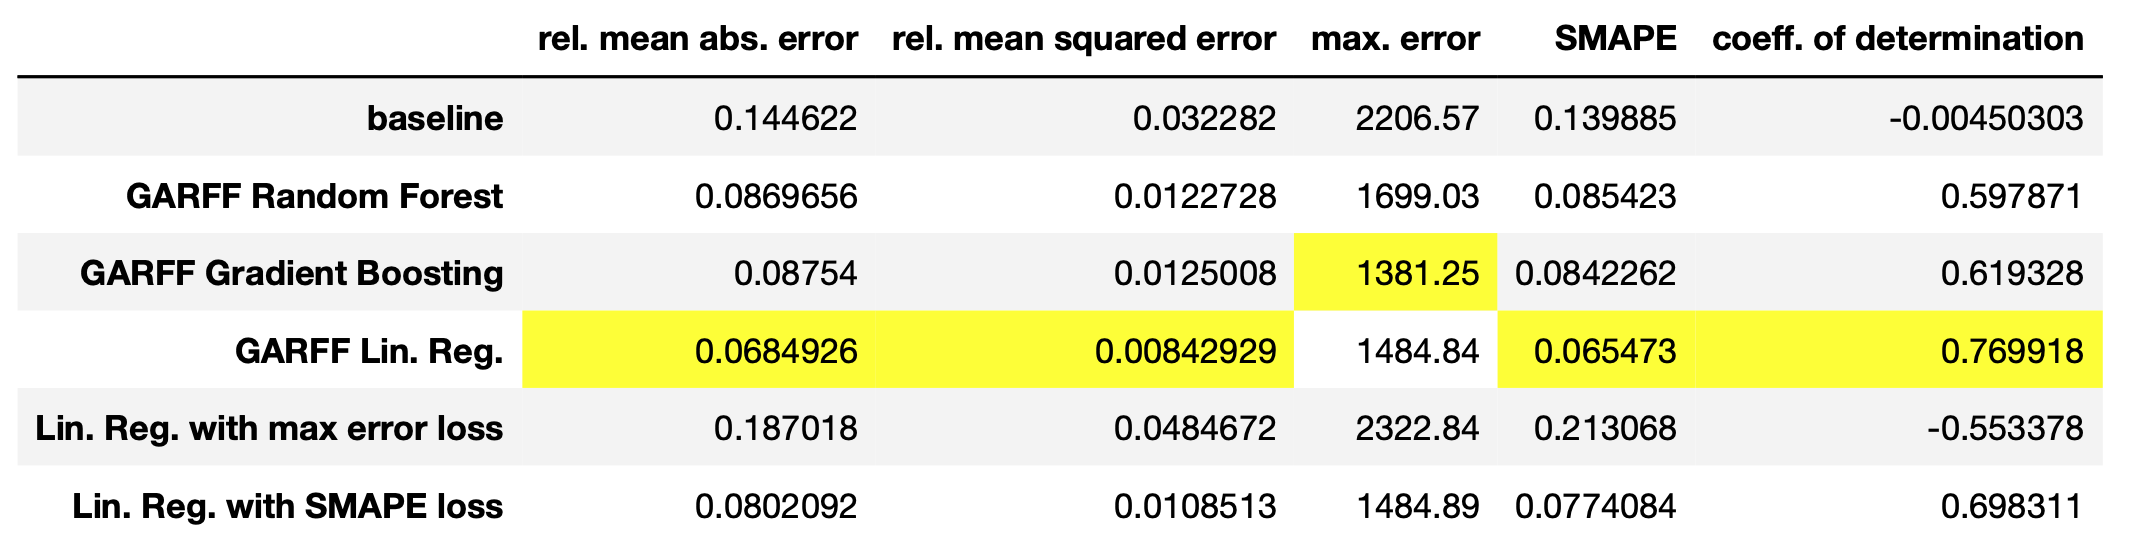 rel. mean abs. error rel. mean squared error max. error SMAPE coeff. of determination
baseline 0.144622 0.032282 2206.57 0.139885 -0.00450303
GARFF Random Forest 0.0869656 0.0122728 1699.03 0.085423 0.597871
GARFF Gradient Boosting 0.08754 0.0125008 1381.25 0.0842262 0.619328
GARFF Lin. Reg. 0.0684926 0.00842929 1484.84 0.065473 0.769918
Lin. Reg. with max error loss 0.187018 0.0484672 2322.84 0.213068 -0.553378
Lin. Reg. with SMAPE loss 0.0802092 0.0108513 1484.89 0.0774084 0.698311